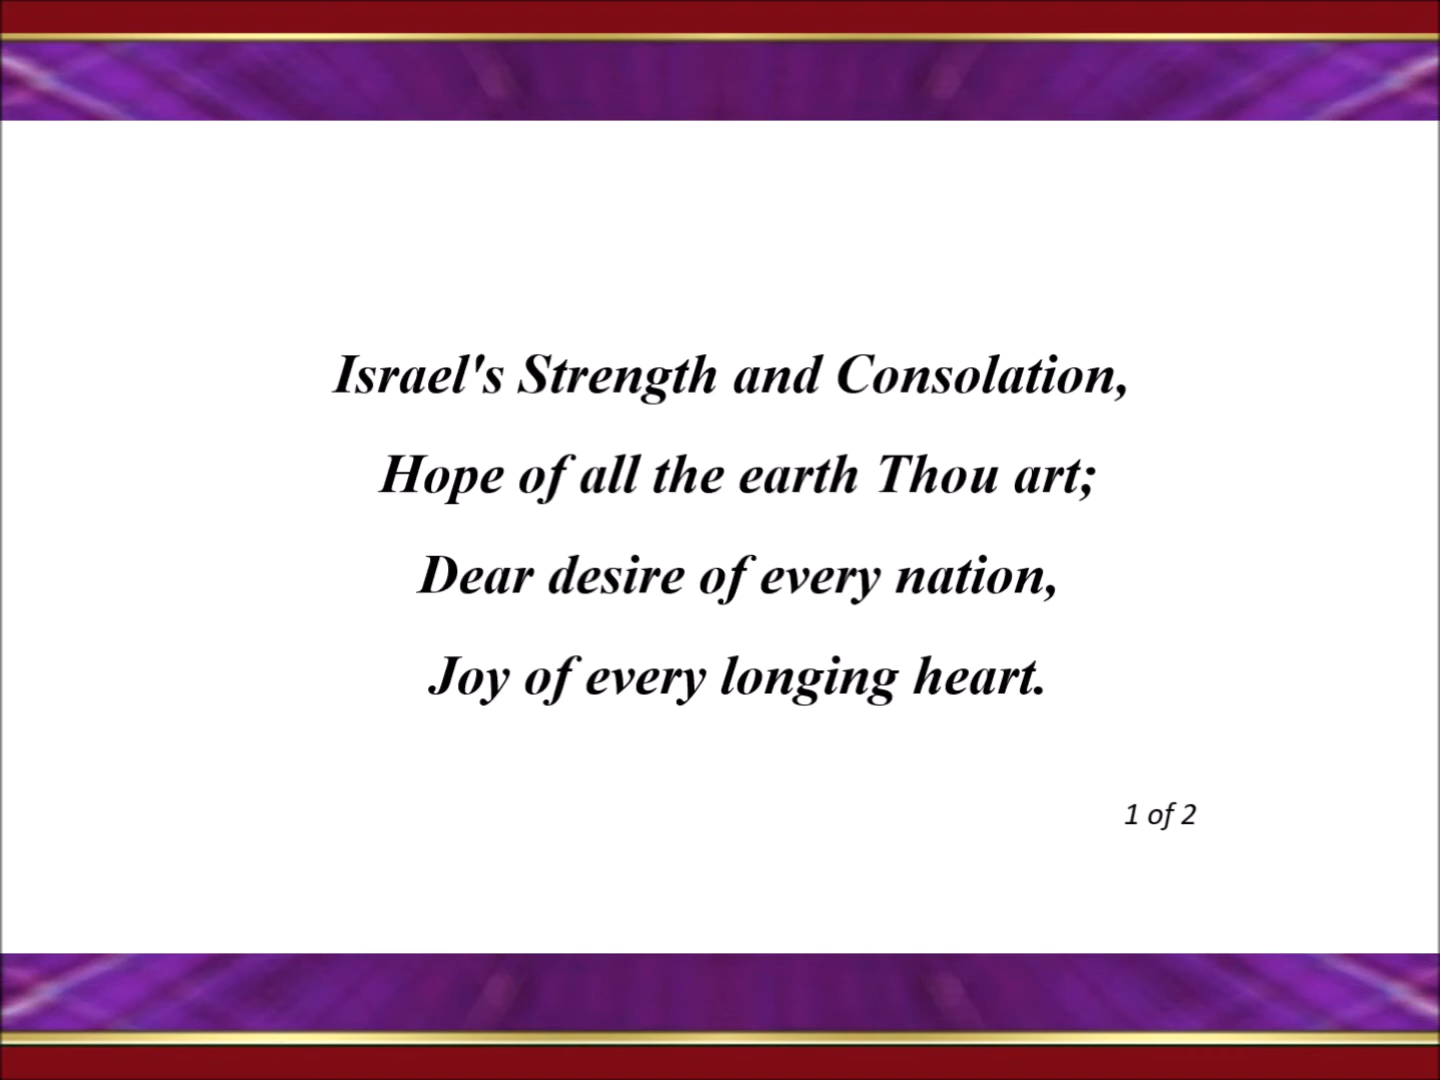 Israel's Strength and Consolation,
Hope of all the earth Thou art;
Dear desire of every nation,
Joy of every longing heart.
1 of 2